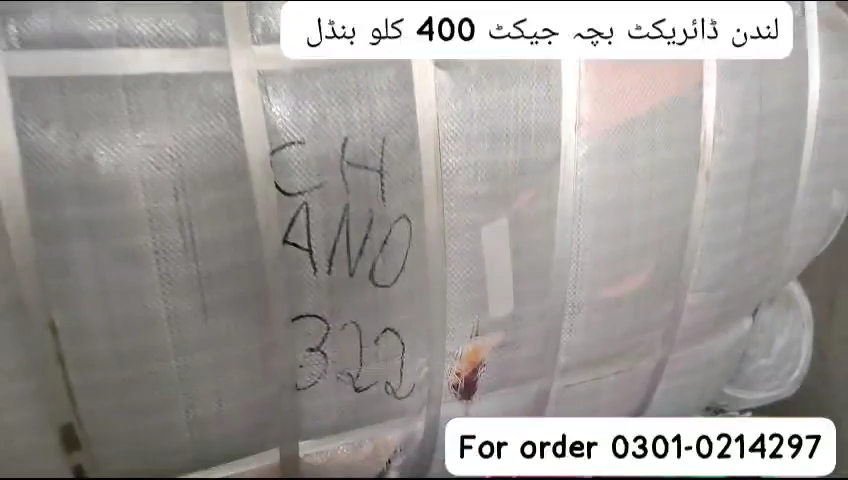 لندن ڈائریکٹ بچہ جیکٹ 400 کلو بنڈل
CH
ANO
322
For order 0301-0214297